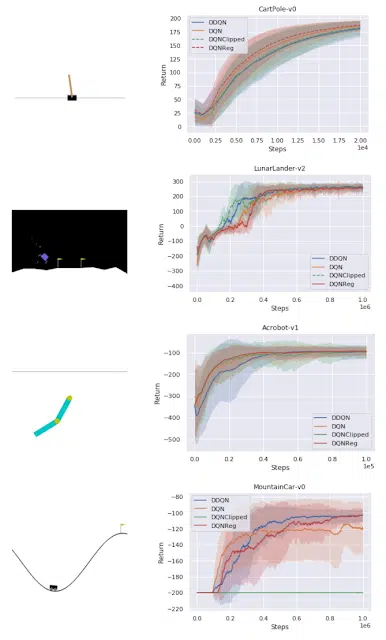 CartPole-v0
200
175
150
125
100
75
50
25
0
Return
DDQN
DQN
DQNClipped
DQNReg
0.00 0.25 0.50 0.75 1.00 1.25 1.50 1.75 2.00
Steps
1e4
LunarLander-v2
300
200
100
0
−100
−200
−300
−400
Return
DDQN
DQN
DQNClipped
DQNReg
0.0 0.2 0.4 0.6 0.8 1.0
Steps
1e6
Acrobot-v1
−100
−200
−300
−400
−500
Return
DDQN
DQN
DQNClipped
DQNReg
0.0 0.2 0.4 0.6 0.8 1.0
Steps
1e5
MountainCar-v0
−80
−100
−120
−140
−160
−180
−200
−220
Return
DDQN
DQN
DQNClipped
DQNReg
0.0 0.2 0.4 0.6 0.8 1.0
Steps
1e6